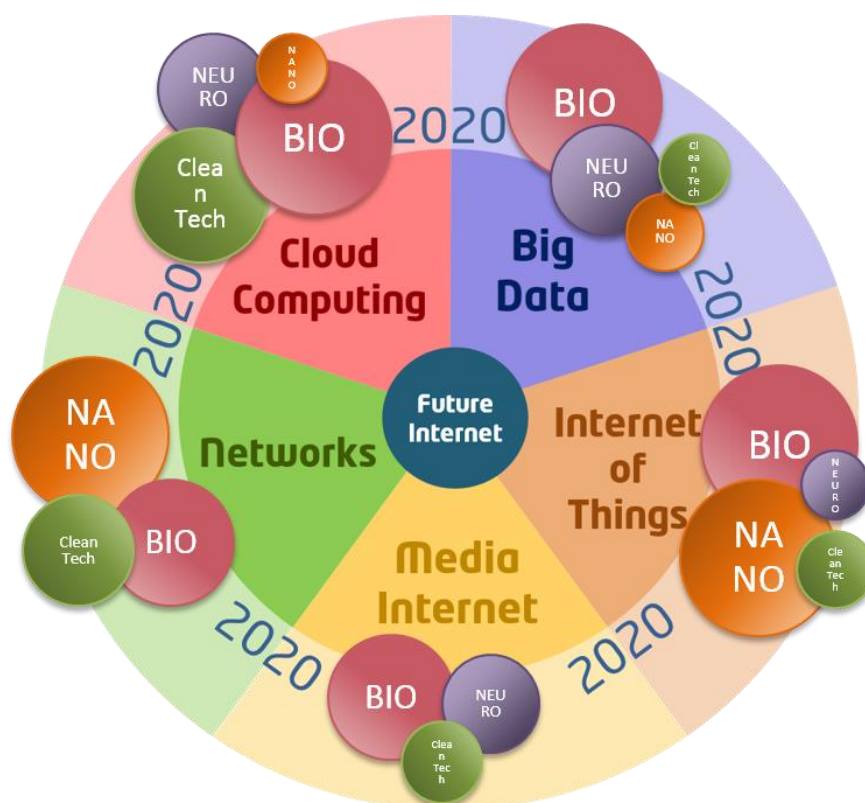 NEU
RO
N
A
N
O
BIO
Clea
n
Tech
2020
BIO
NEU
RO
Cl
ea
n
Te
ch
NA
NO
Cloud
Computing
Big
Data
2020
2020
NA
NO
Clean
Tech
BIO
Networks
Future
Internet
Internet
of
Things
BIO
N
E
U
R
O
NA
NO
Cle
an
Tec
h
Media
Internet
2020
2020
BIO
NEU
RO
Clea
n
Tec
h